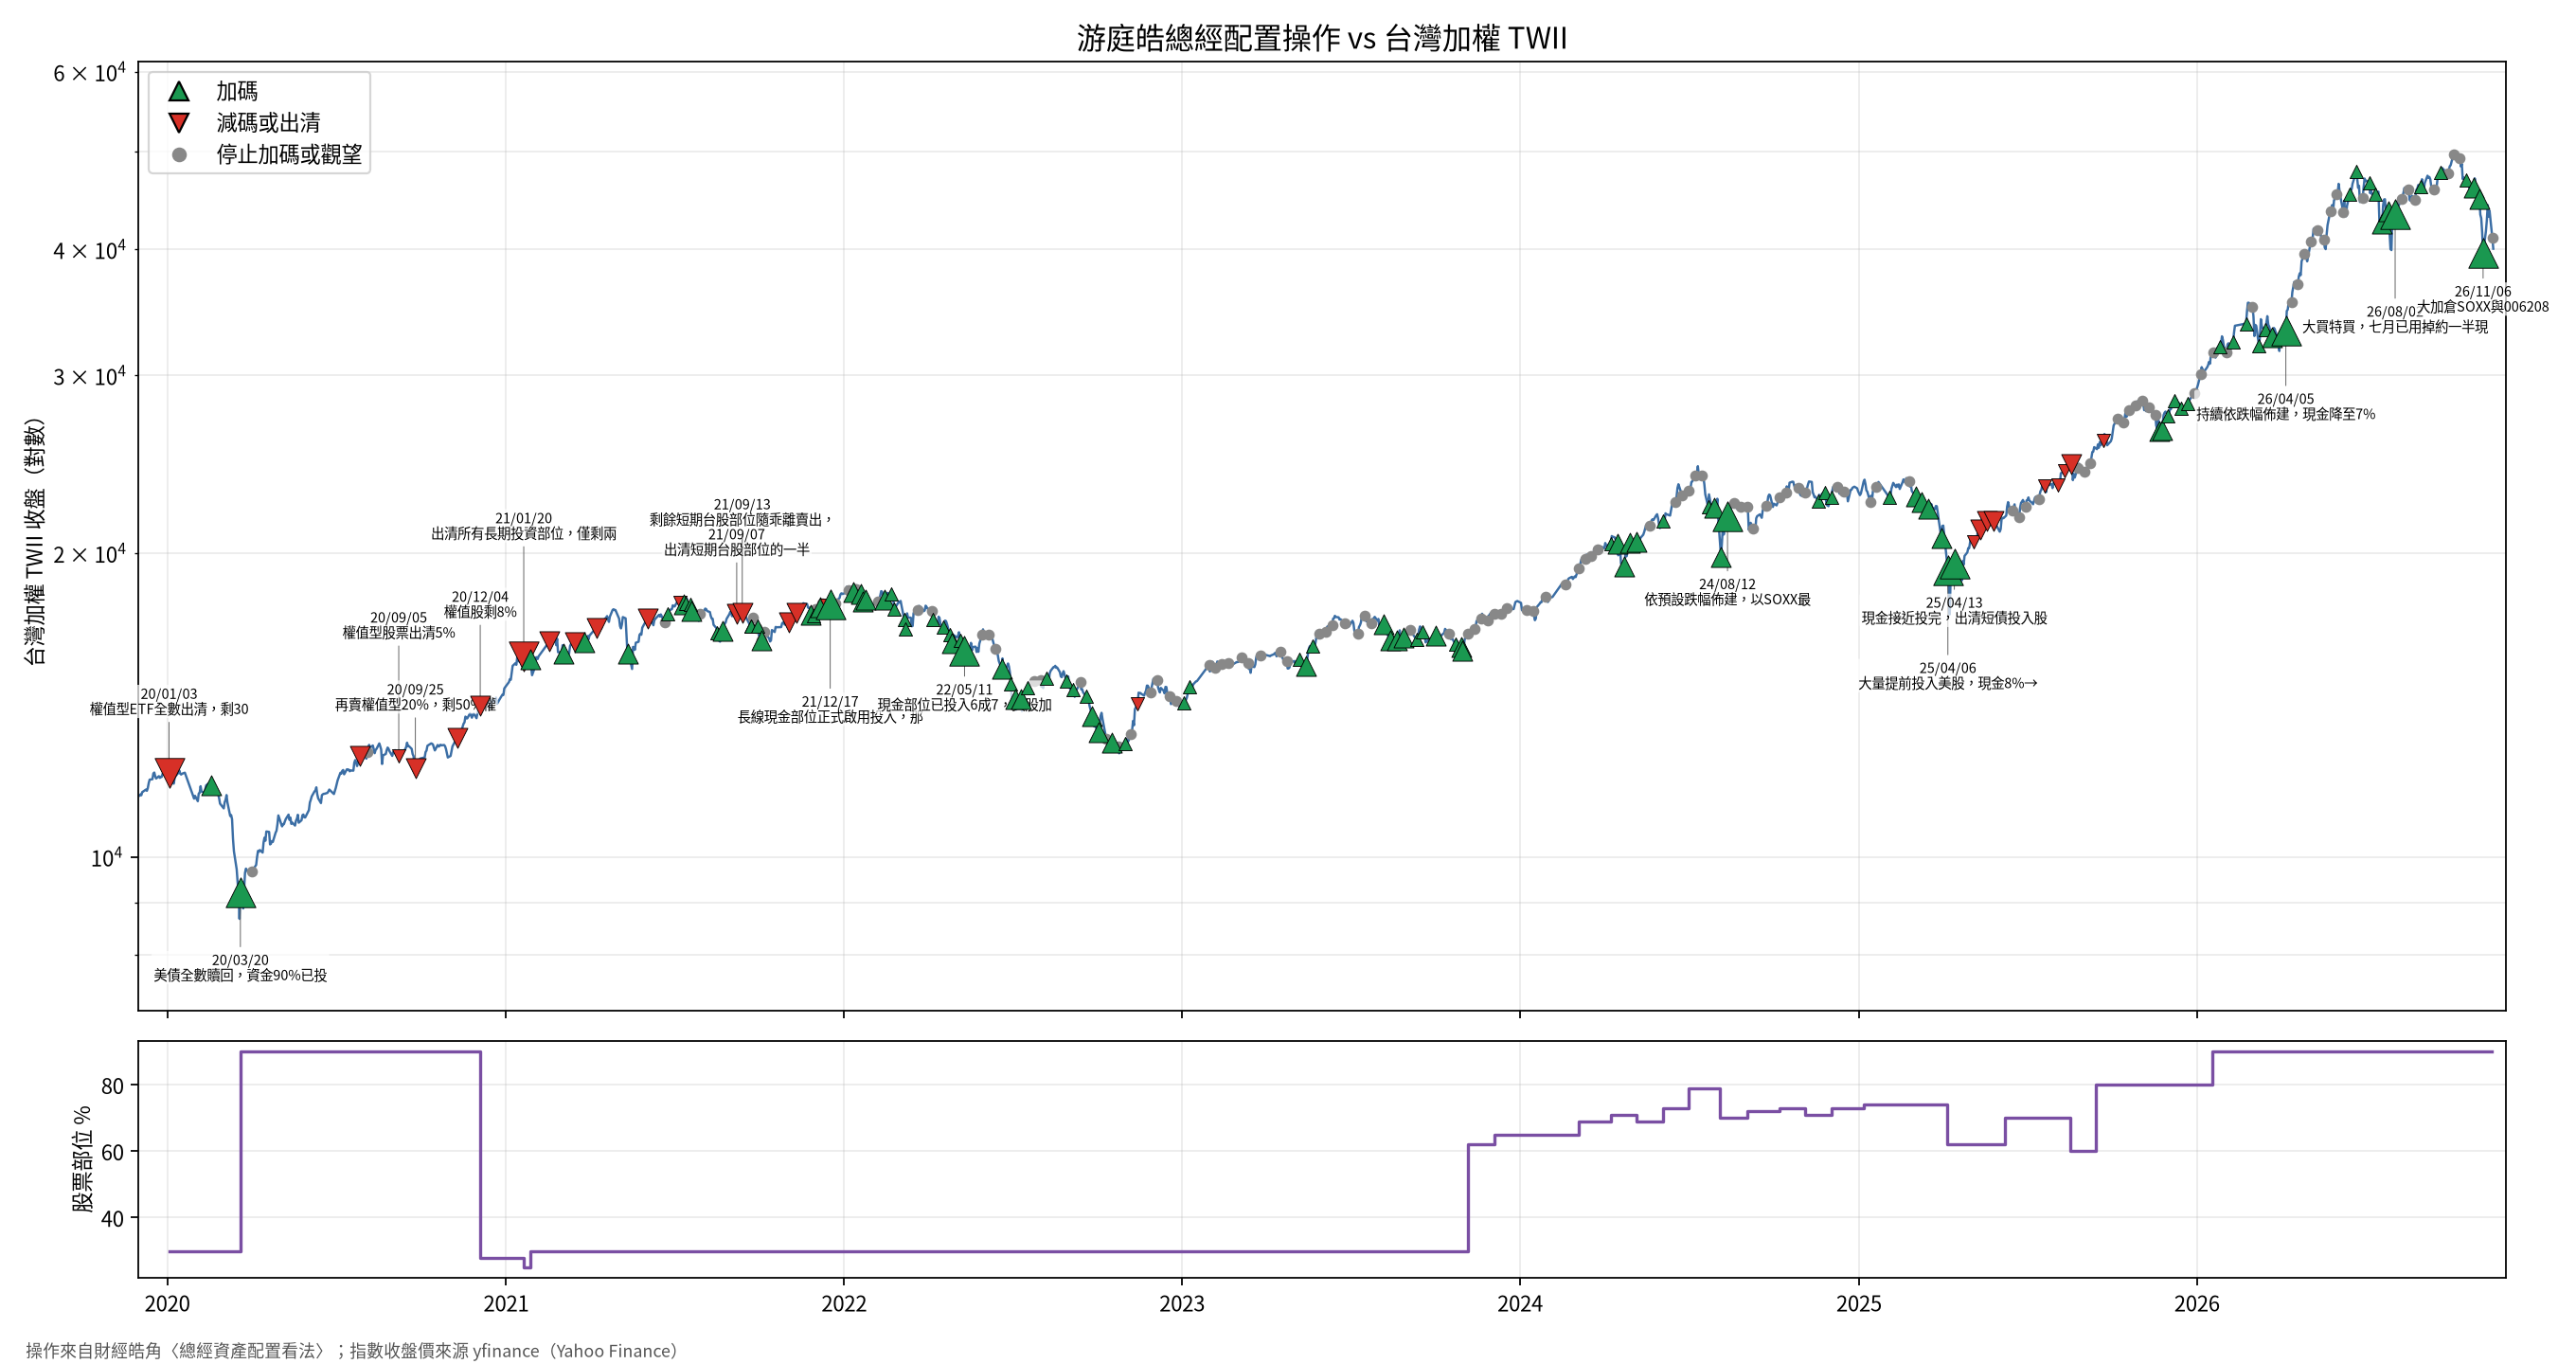 游庭皓總經配置操作 vs 台灣加權 TWII
加碼
減碼或出清
停止加碼或觀望
台灣加權 TWII 收盤（對數）
6 × 10⁴
4 × 10⁴
3 × 10⁴
2 × 10⁴
10⁴
20/01/03
權值型ETF全數出清，剩30
20/03/20
美債全數贖回，資金90%已投
20/09/05
權值型股票出清5%
20/09/25
再賣權值型20%，剩50%權
20/12/04
權值股剩8%
21/01/20
出清所有長期投資部位，僅剩兩
21/09/13
剩餘短期台股部位隨乖離賣出，
21/09/07
出清短期台股部位的一半
21/12/17
長線現金部位正式啟用投入，那
22/05/11
現金部位已投入6成7，
股加
24/08/12
依預設跌幅佈建，以SOXX最
25/04/13
現金接近投完，出清短債投入股
25/04/06
大量提前投入美股，現金8%→
26/04/05
持續依跌幅佈建，現金降至7%
26/08/0
大買特買，七月已用掉約一半現
26/11/06
大加倉SOXX與006208
股票部位 %
80
60
40
2020
2021
2022
2023
2024
2025
2026
操作來自財經皓角〈總經資產配置看法〉；指數收盤價來源 yfinance（Yahoo Finance）